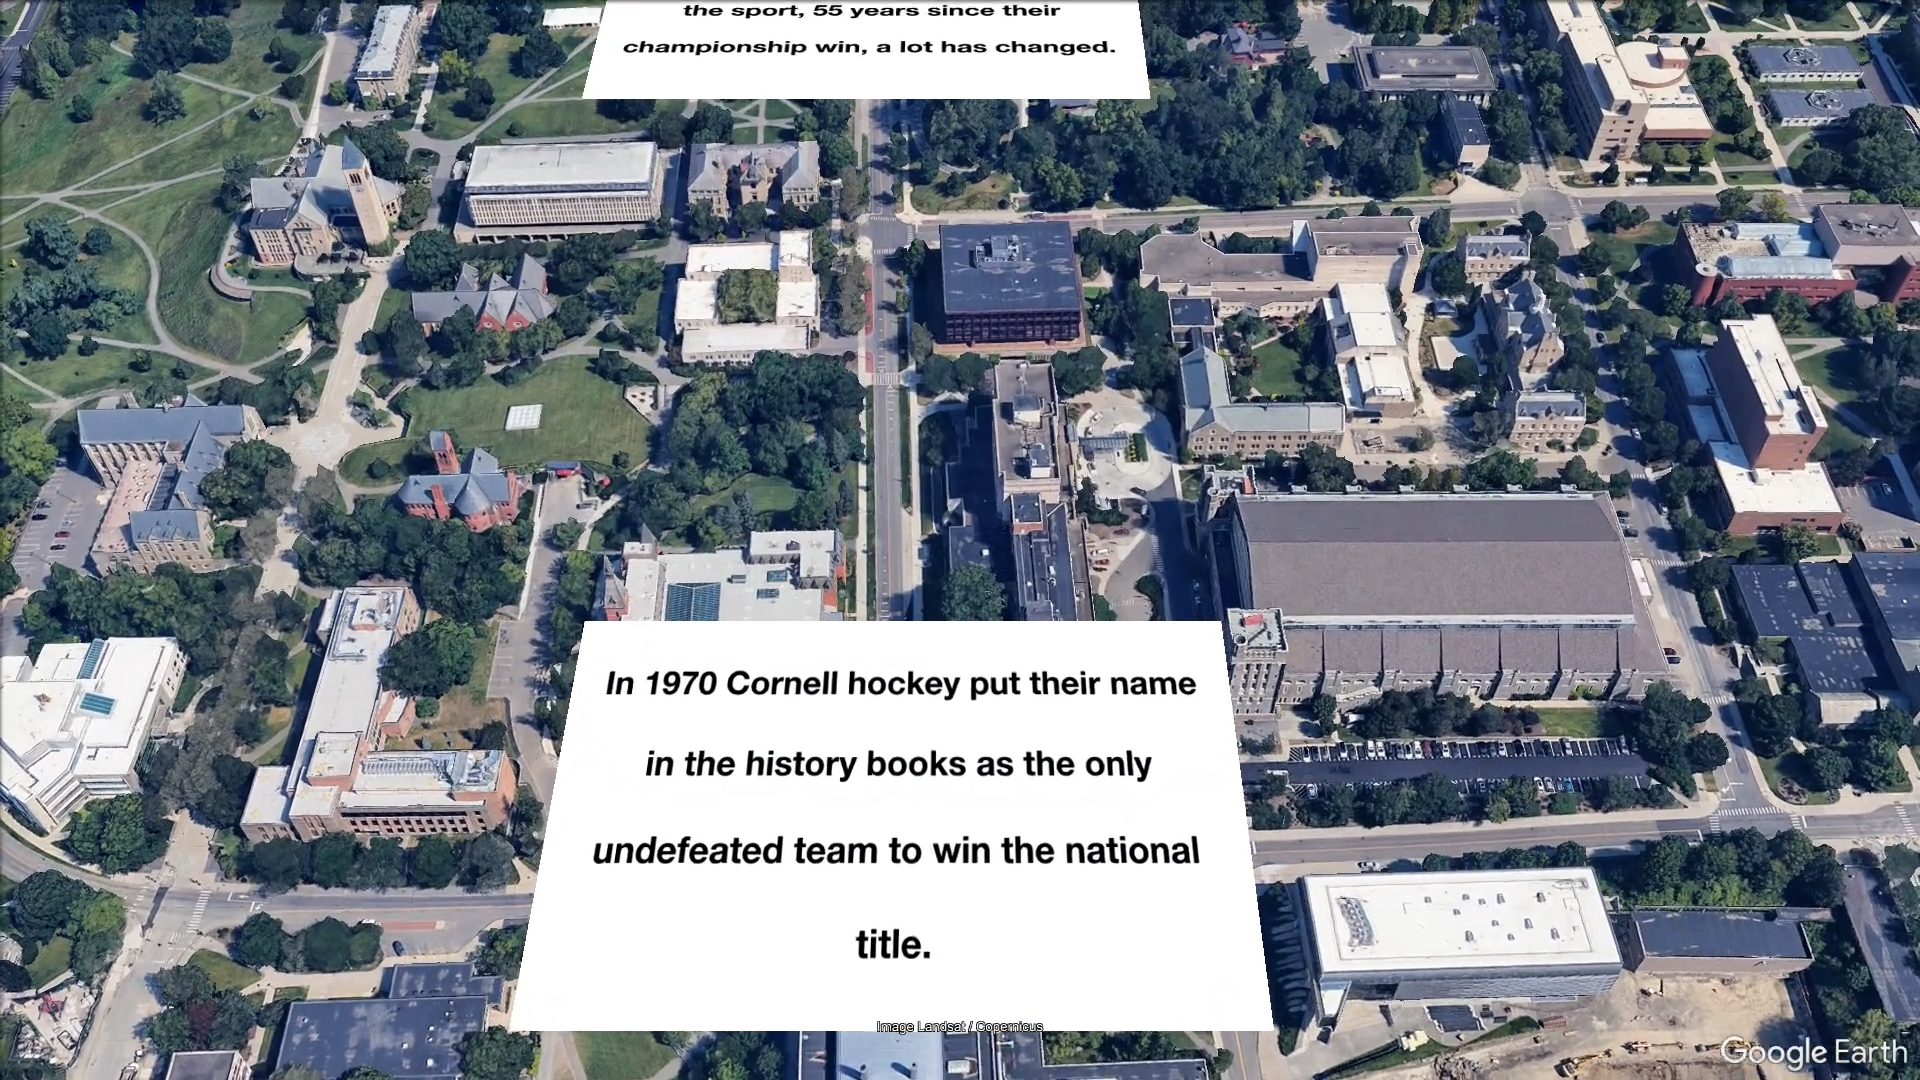 the sport, 55 years since their
championship win, a lot has changed.
In 1970 Cornell hockey put their name
in the history books as the only
undefeated team to win the national
title.
Image Landsat / Copernicus
Google Earth